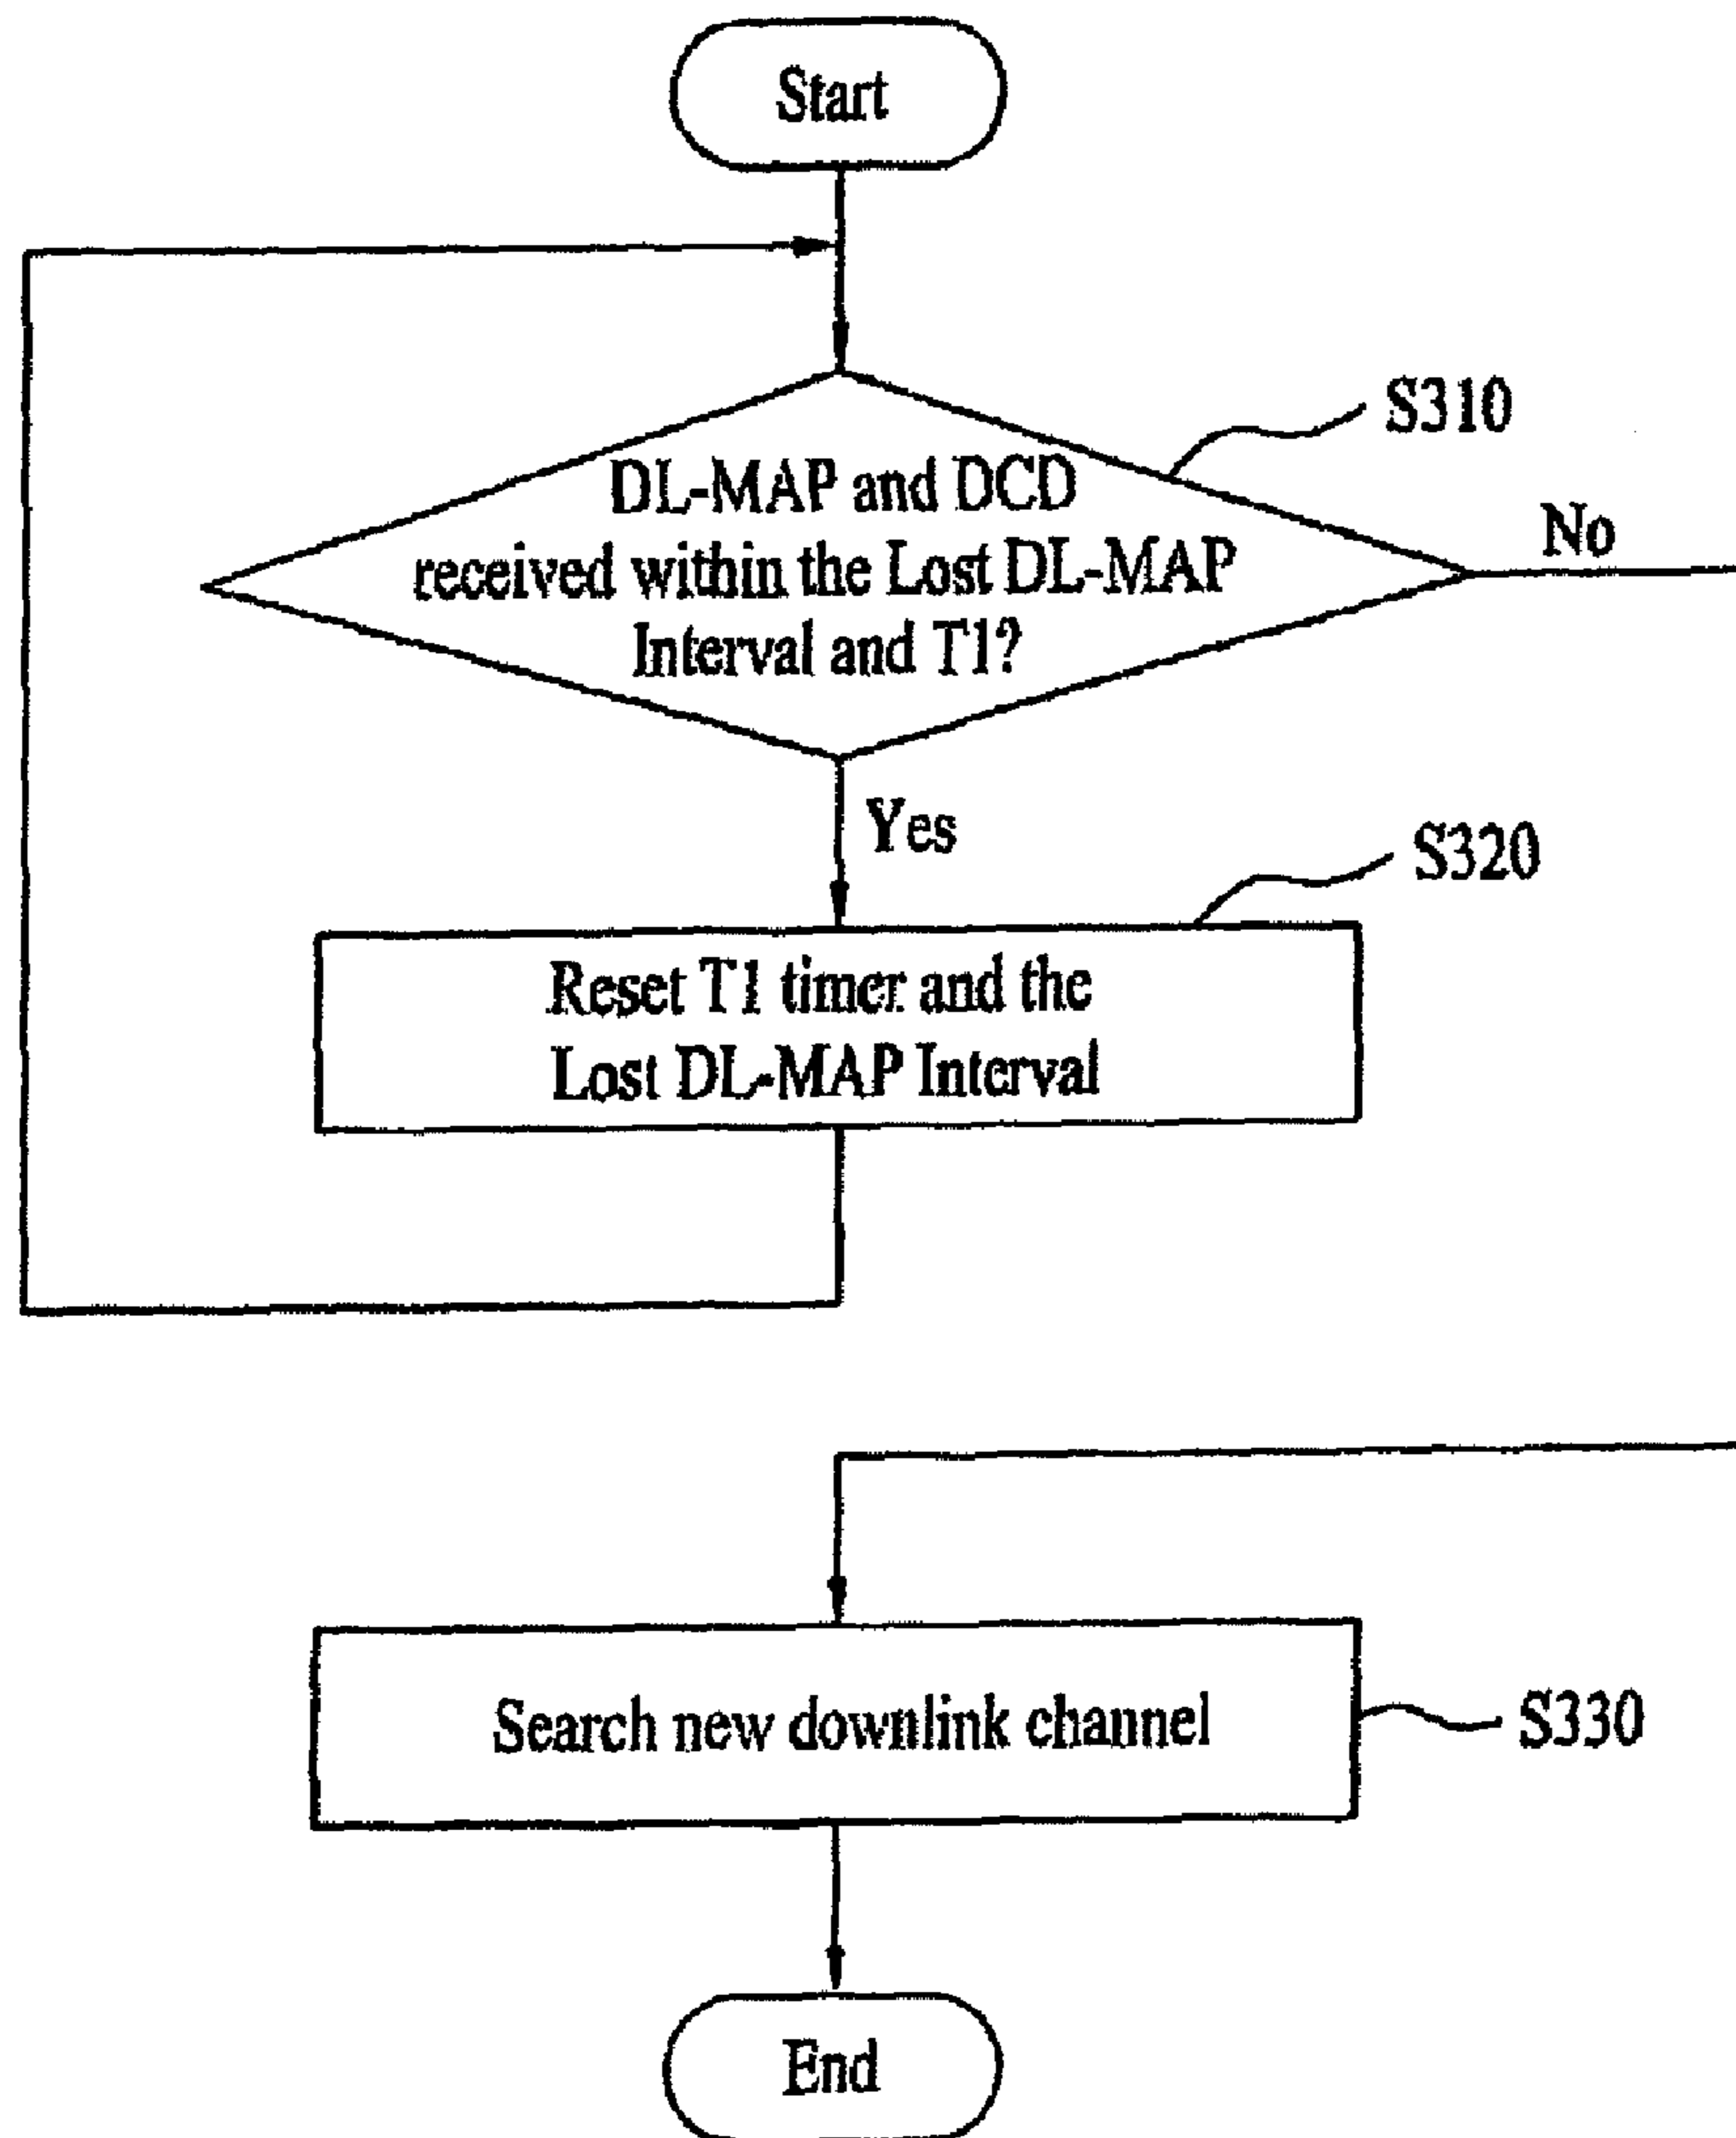 Start
S310
DL-MAP and DCD
received within the Lost DL-MAP
Interval and T1?
No
Yes
S320
Reset T1 timer and the
Lost DL-MAP Interval
Search new downlink channel
S330
End